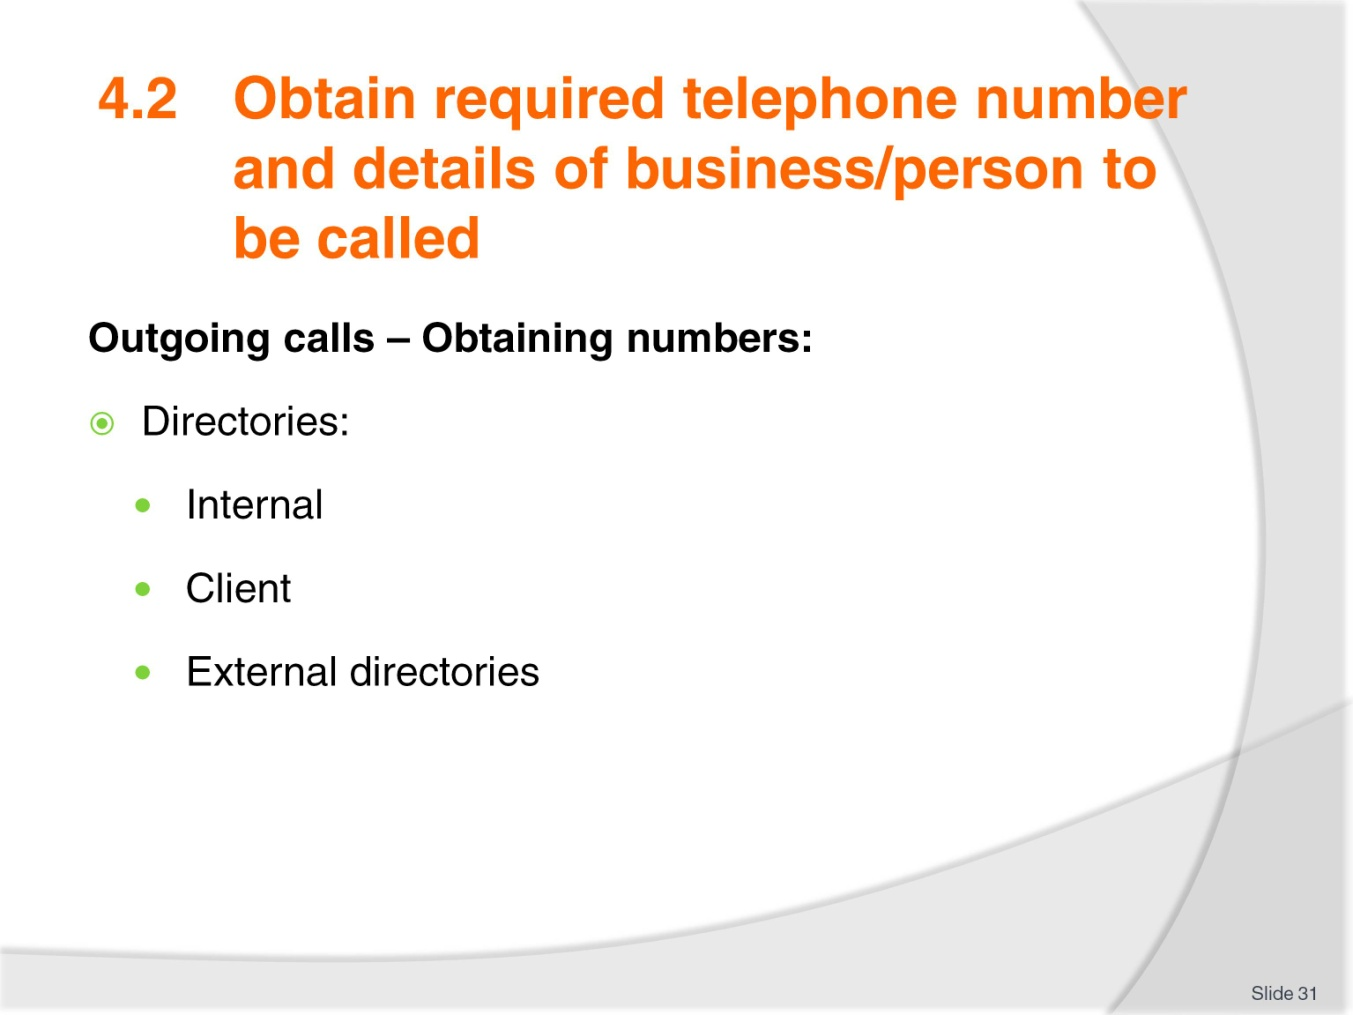 4.2 Obtain required telephone number
and details of business/person to
be called
Outgoing calls – Obtaining numbers:
Directories:
Internal
Client
External directories
Slide 31